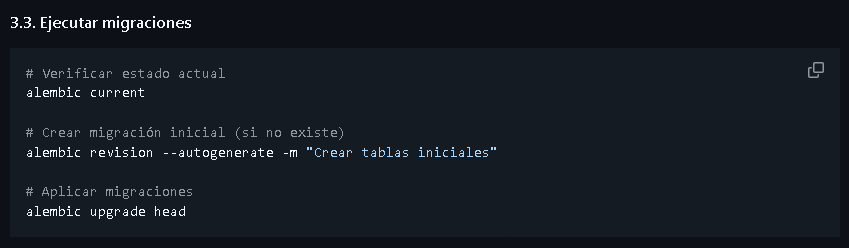 3.3. Ejecutar migraciones
# Verificar estado actual
alembic current
# Crear migración inicial (si no existe)
alembic revision --autogenerate -m "Crear tablas iniciales"
# Aplicar migraciones
alembic upgrade head